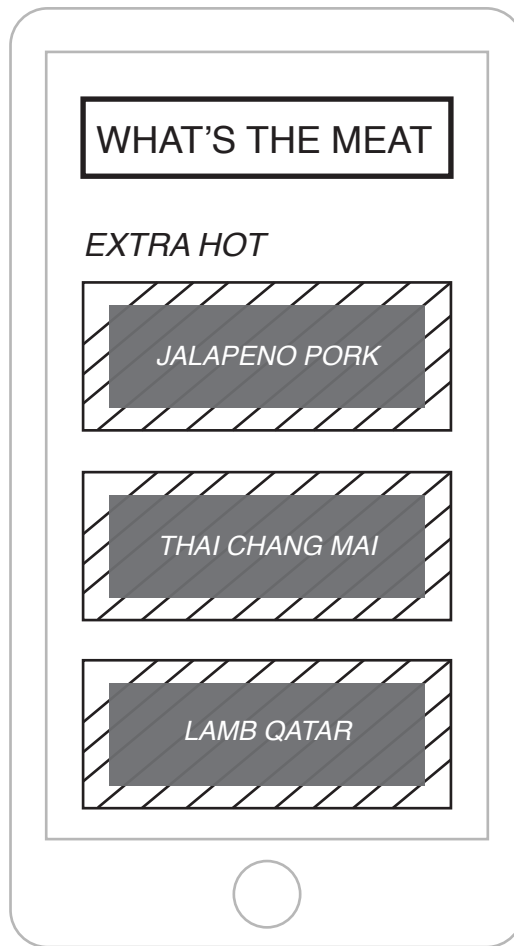 WHAT'S THE MEAT
EXTRA HOT
JALAPENO PORK
THAI CHANG MAI
LAMB QATAR